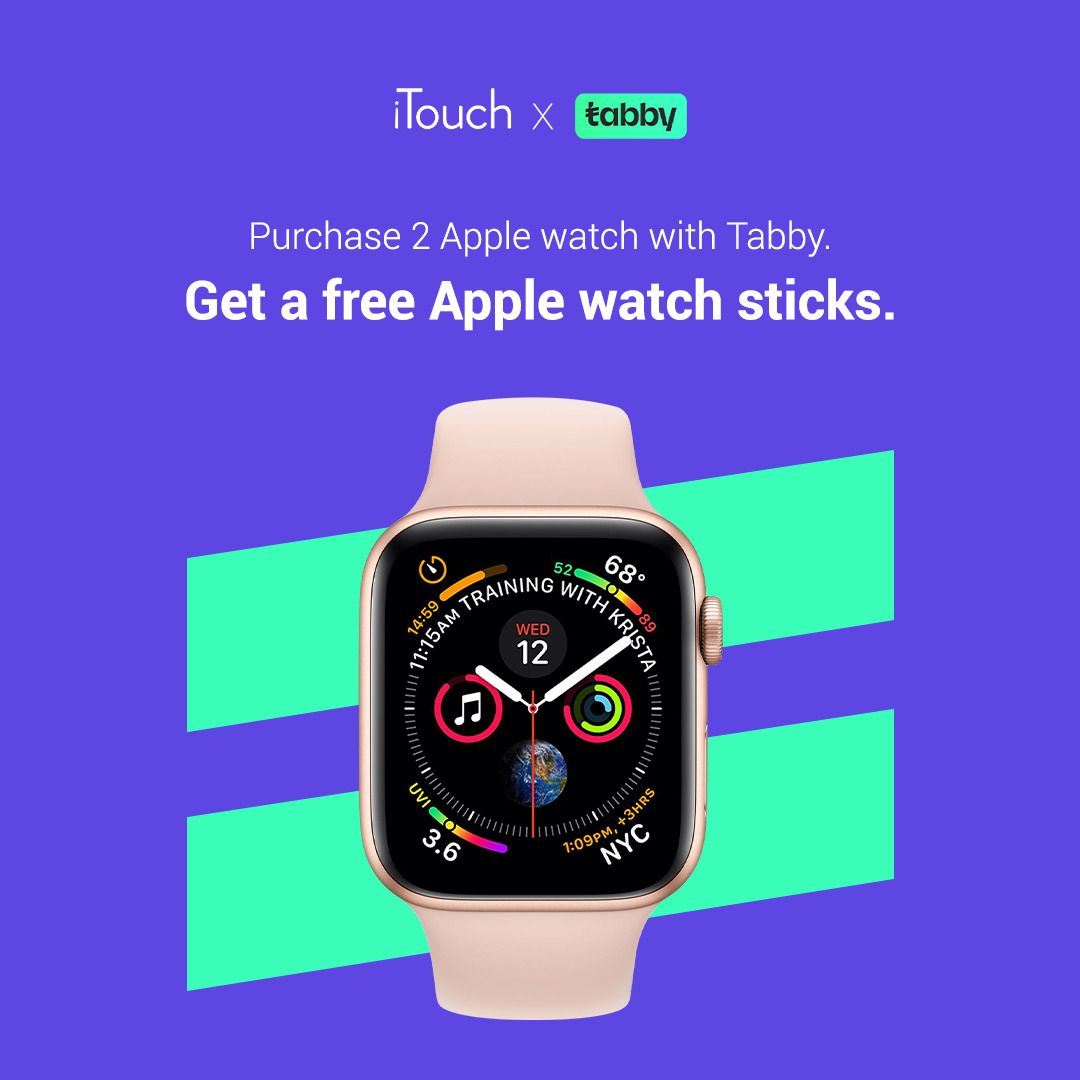 iTouch X tabby
Purchase 2 Apple watch with Tabby.
Get a free Apple watch sticks.
14:59
52 68° 89
11:15AM TRAINING WITH KRISTA
WED
12
UVI
3.6
1:09PM, +3HRS
NYC